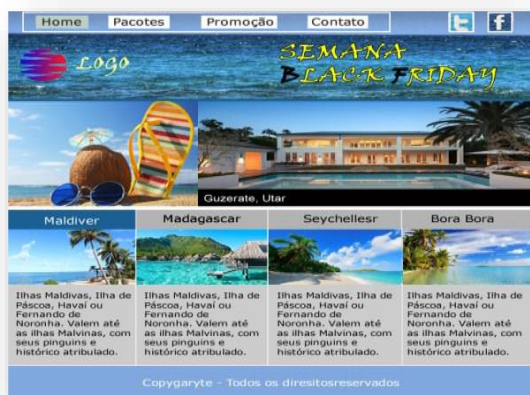 Home Pacotes Promoção Contato
LOGO
SEMANA
BLACK FRIDAY
Guzerate, Utar
Maldiver Madagascar Seychellesr Bora Bora
Ilhas Maldivas, Ilha de
Páscoa, Havaí ou
Fernando de
Noronha. Valem até
as ilhas Malvinas, com
seus pinguins e
histórico atribulado.
Ilhas Maldivas, Ilha de
Páscoa, Havaí ou
Fernando de
Noronha. Valem até
as ilhas Malvinas, com
seus pinguins e
histórico atribulado.
Ilhas Maldivas, Ilha de
Páscoa, Havaí ou
Fernando de
Noronha. Valem até
as ilhas Malvinas, com
seus pinguins e
histórico atribulado.
Ilhas Maldivas, Ilha de
Páscoa, Havaí ou
Fernando de
Noronha. Valem até
as ilhas Malvinas, com
seus pinguins e
histórico atribulado.
Copygaryte - Todos os diresitosreservados